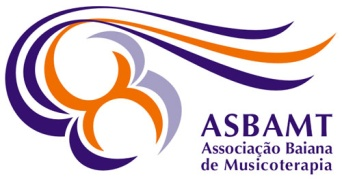 ASBAMT
Associação Baiana
de Musicoterapia